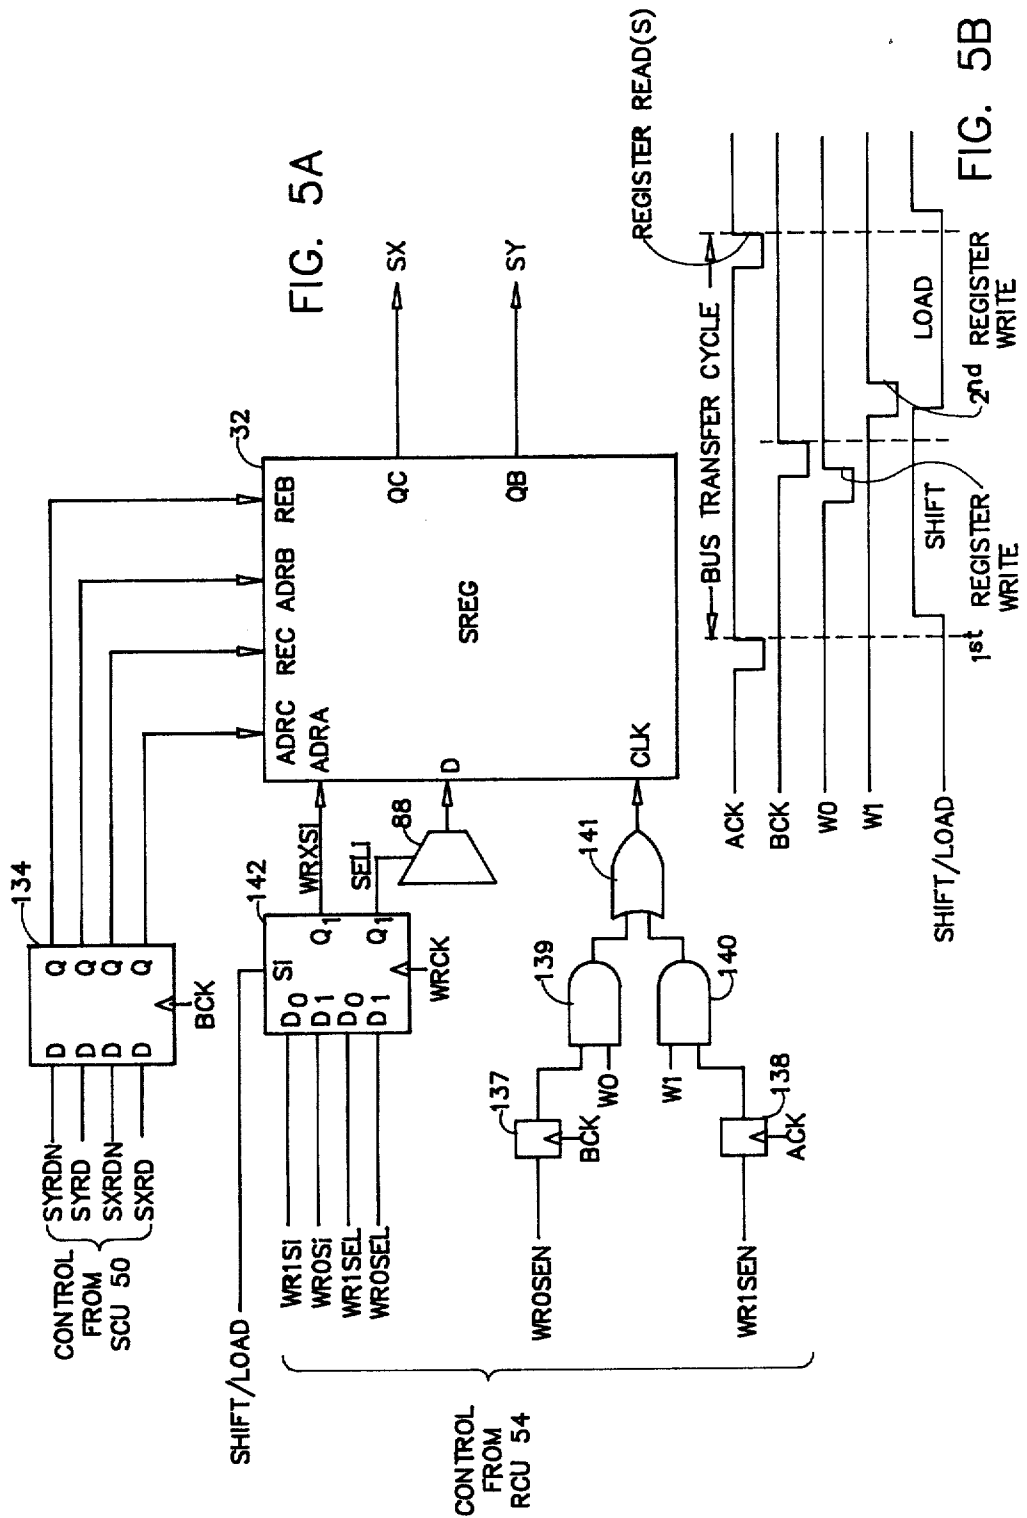 FIG. 5A
134
SYRDN
SYRD
SXRDN
SXRD
D
D
D
D
Q
Q
Q
Q
BCK
CONTROL
FROM
SCU 50
SHIFT/LOAD
142
WR1Si
WR0Si
WR1SEL
WR0SEL
SI
D0
D1
D0
D1
Q1
Q1
WRCK
WRXSi
SELI
88
32
ADRC
REC
ADRB
REB
ADRA
D
CLK
SREG
QC
QB
SX
SY
137
139
WR0SEN
BCK
W0
141
W1
140
138
WR1SEN
ACK
CONTROL
FROM
RCU 54
ACK
BCK
W0
W1
SHIFT/LOAD
BUS TRANSFER CYCLE
REGISTER READ(S)
SHIFT
LOAD
1st REGISTER
WRITE
2nd REGISTER
WRITE
FIG. 5B